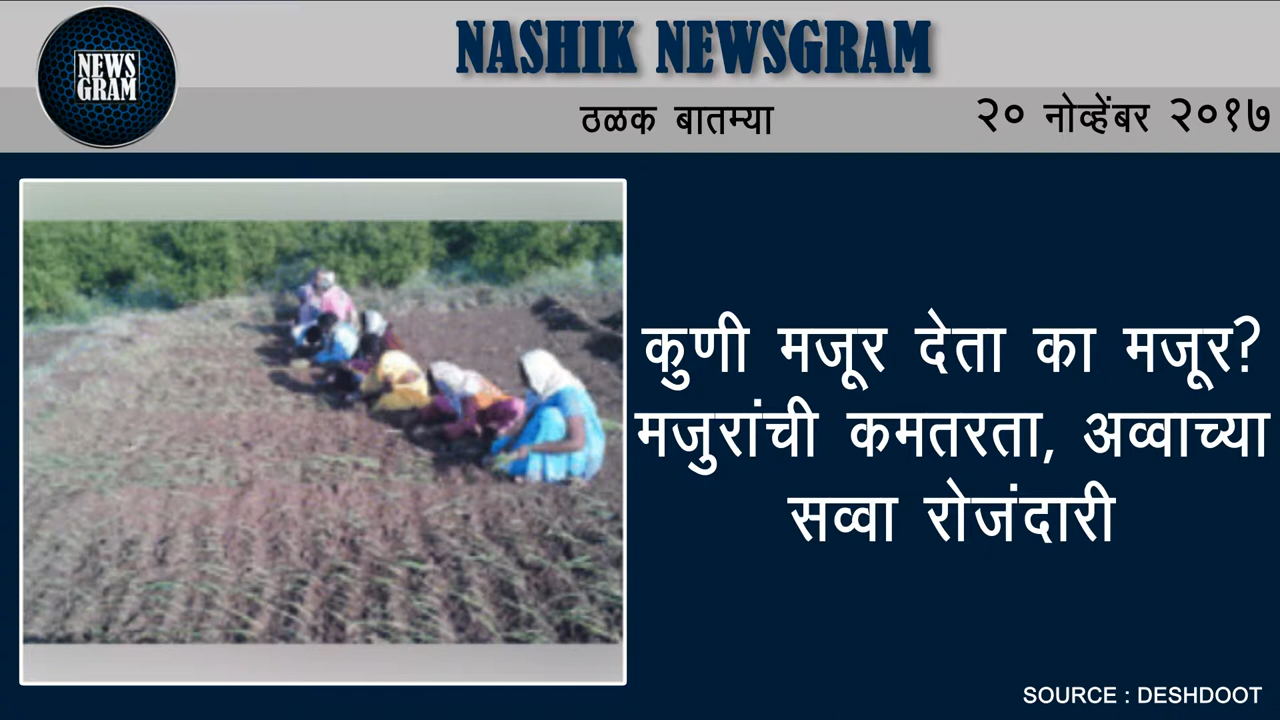 NEWS
GRAM
NASHIK NEWSGRAM
ठळक बातम्या
२० नोव्हेंबर २०१७
कुणी मजूर देता का मजूर?
मजुरांची कमतरता, अव्वाच्या
सव्वा रोजंदारी
SOURCE : DESHDOOT